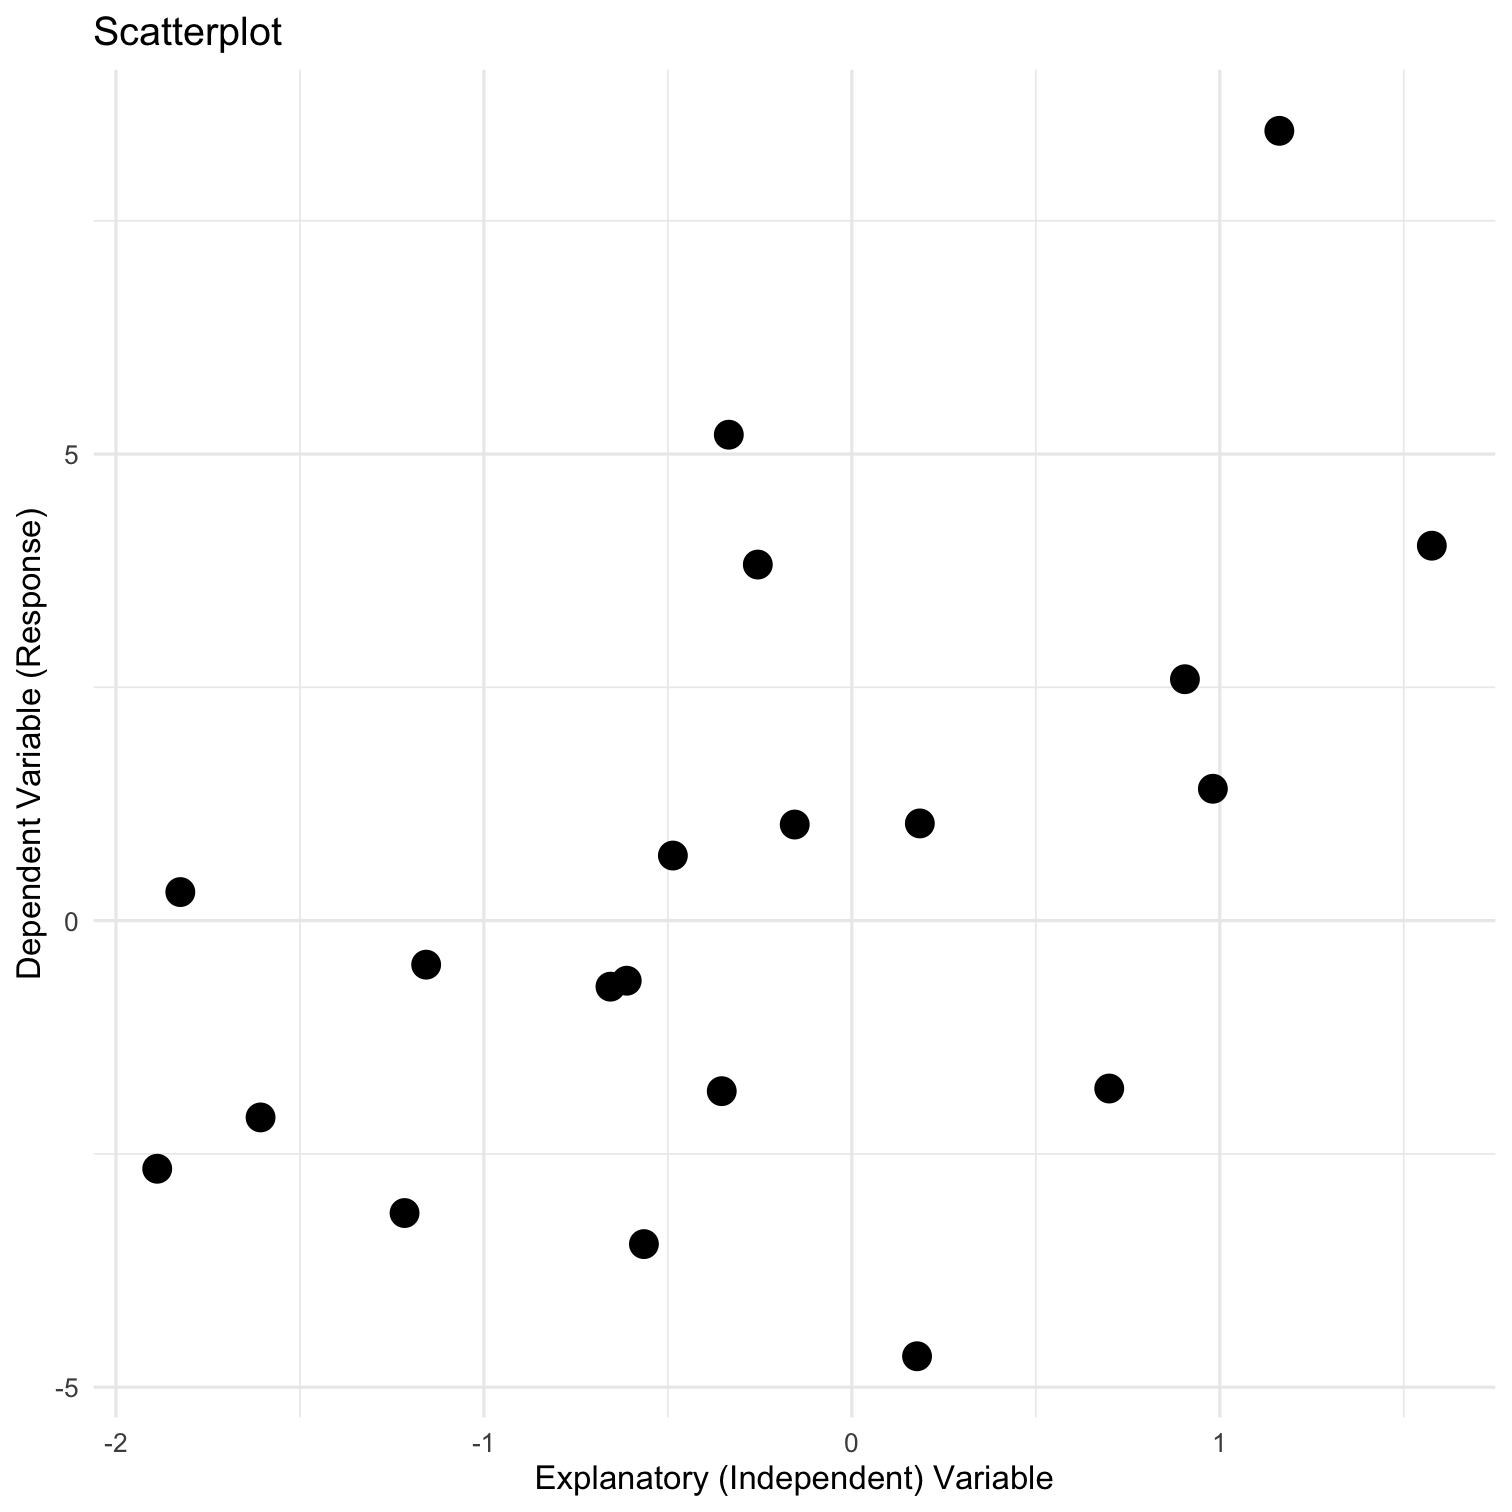 Scatterplot
Dependent Variable (Response)
5
0
-5
-2 -1 0 1
Explanatory (Independent) Variable